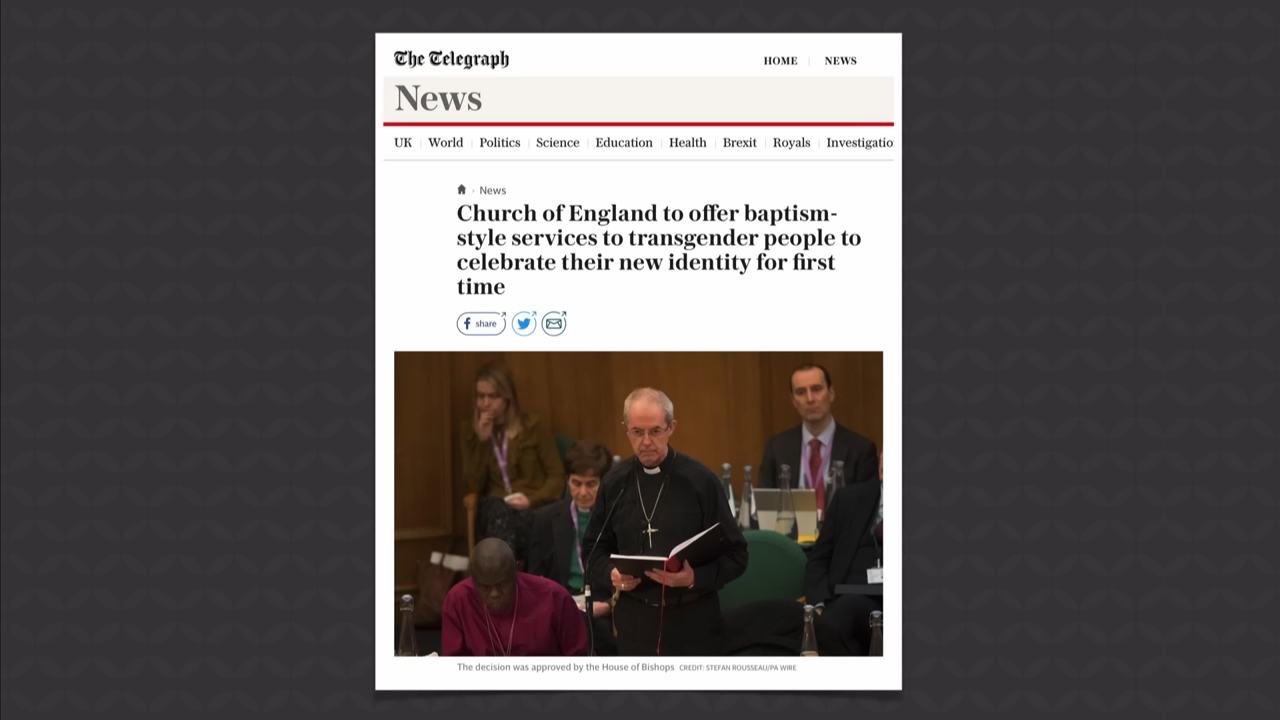 The Telegraph
HOME
NEWS
News
UK World Politics Science Education Health Brexit Royals Investigatio
News
Church of England to offer baptism-
style services to transgender people to
celebrate their new identity for first
time
share
The decision was approved by the House of Bishops CREDIT: STEFAN ROUSSEAU/PA WIRE